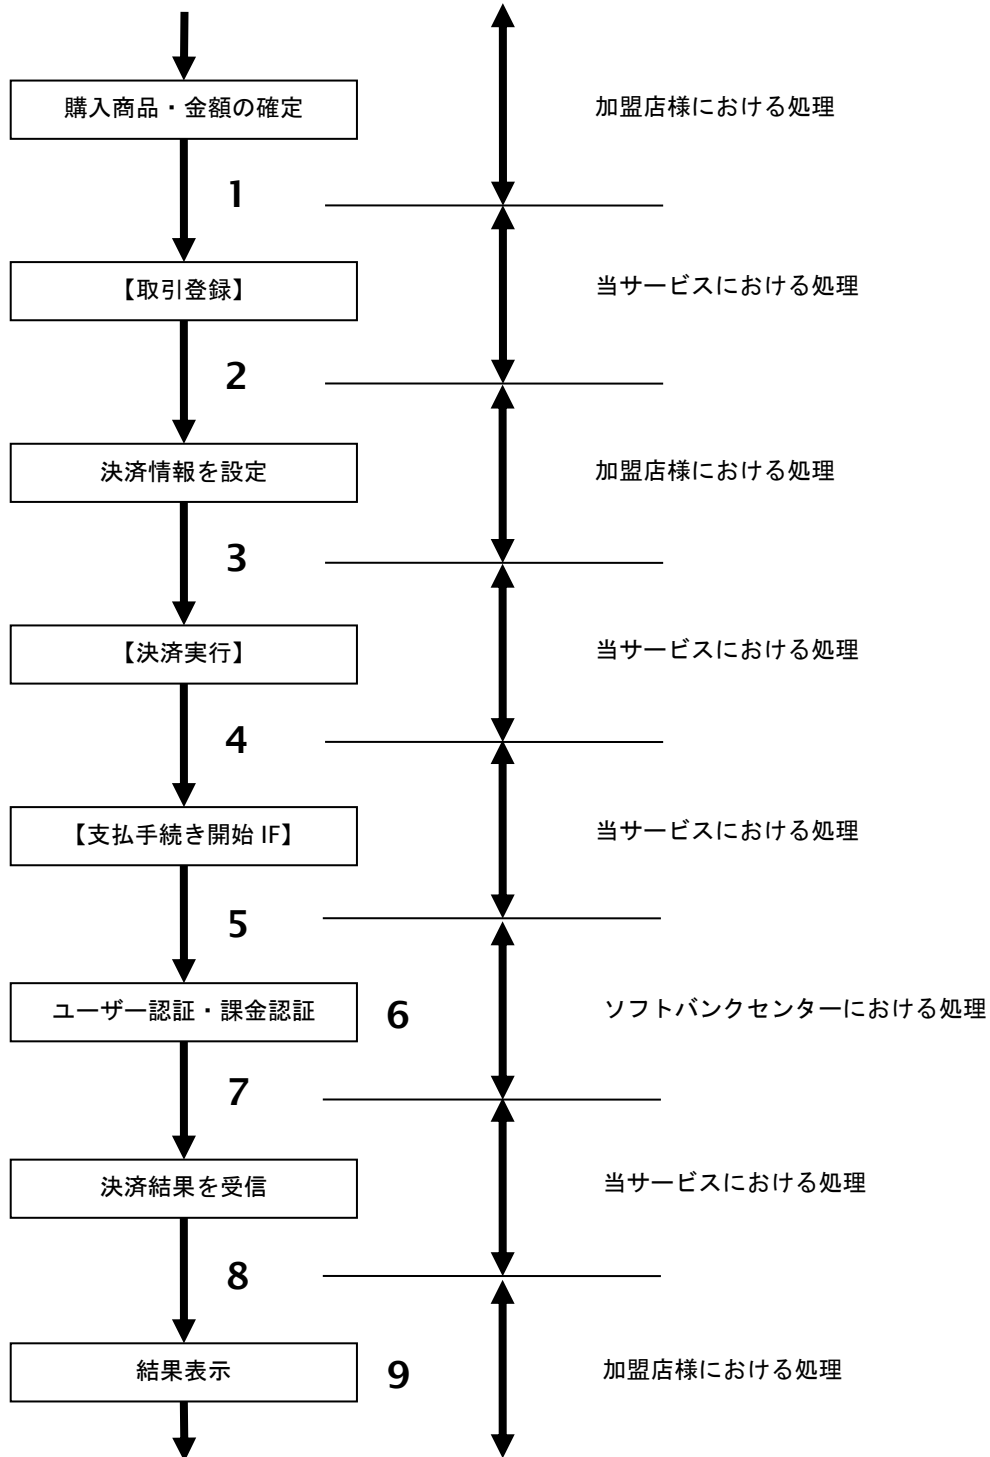 購入商品・金額の確定
加盟店様における処理
1
【取引登録】
当サービスにおける処理
2
決済情報を設定
加盟店様における処理
3
【決済実行】
当サービスにおける処理
4
【支払手続き開始 IF】
当サービスにおける処理
5
ユーザー認証・課金認証
6
ソフトバンクセンターにおける処理
7
決済結果を受信
当サービスにおける処理
8
結果表示
9
加盟店様における処理